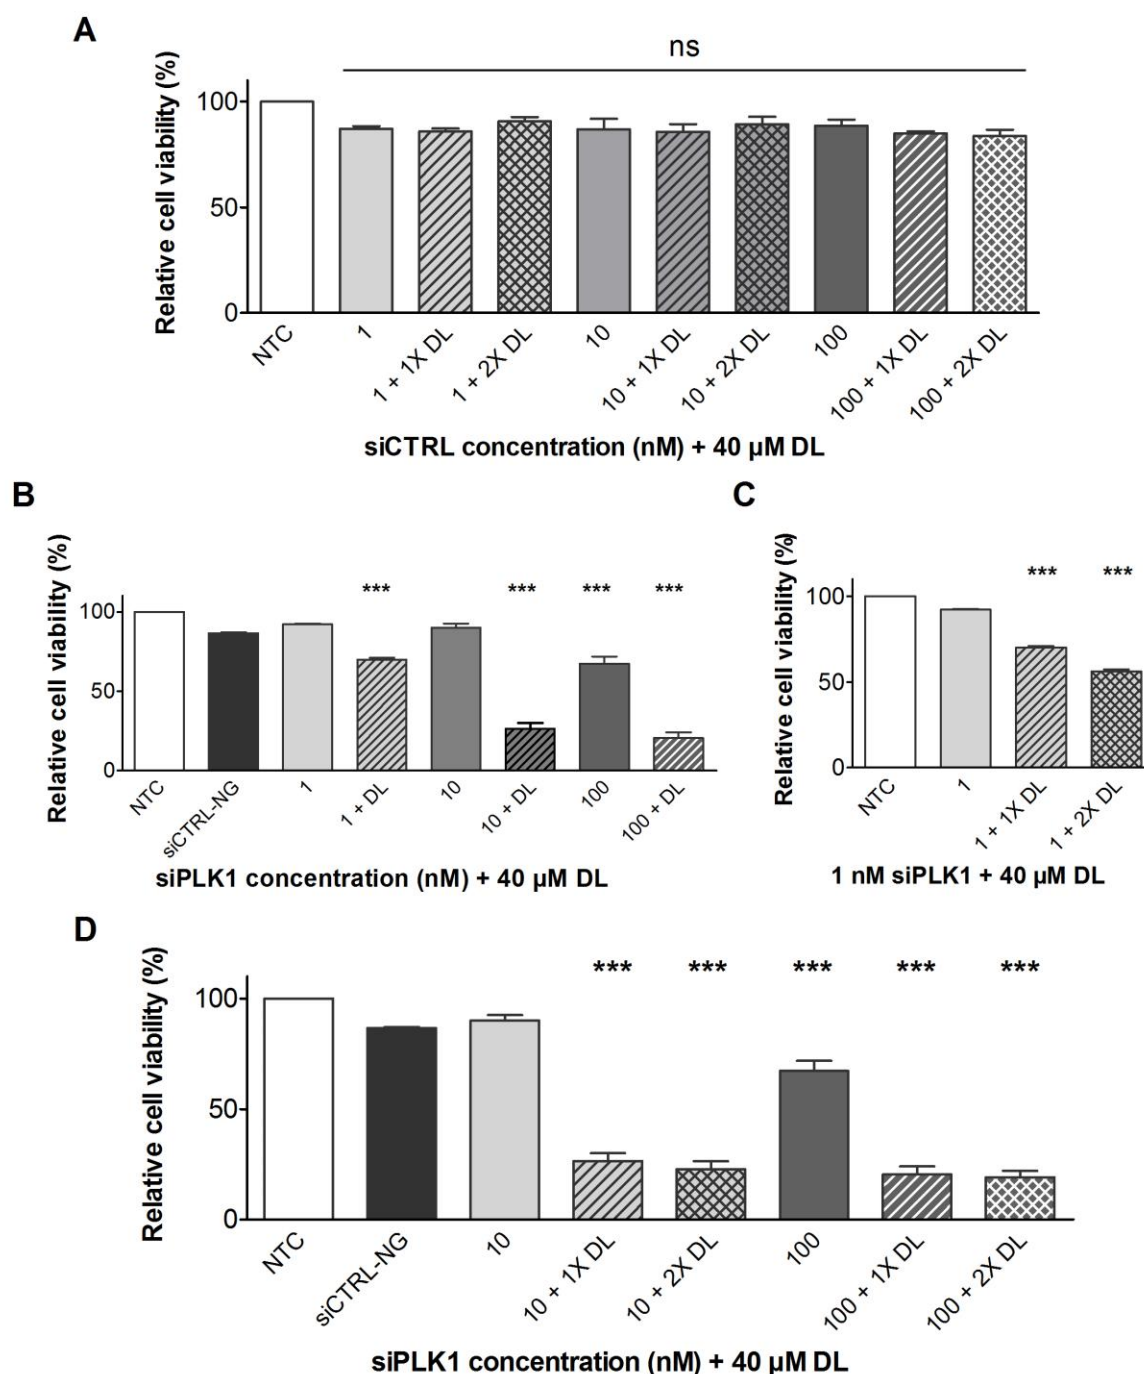 A
ns
Relative cell viability (%)
100
50
0
NTC
1
1 + 1X DL
1 + 2X DL
10
10 + 1X DL
10 + 2X DL
100
100 + 1X DL
100 + 2X DL
siCTRL concentration (nM) + 40 µM DL
B
Relative cell viability (%)
100
50
0
*** *** *** ***
NTC
siCTRL-NG
1
1 + DL
10
10 + DL
100
100 + DL
siPLK1 concentration (nM) + 40 µM DL
C
Relative cell viability (%)
100
50
0
*** ***
NTC
1
1 + 1X DL
1 + 2X DL
1 nM siPLK1 + 40 µM DL
D
Relative cell viability (%)
100
50
0
*** *** *** *** ***
NTC
siCTRL-NG
10
10 + 1X DL
10 + 2X DL
100
100 + 1X DL
100 + 2X DL
siPLK1 concentration (nM) + 40 µM DL